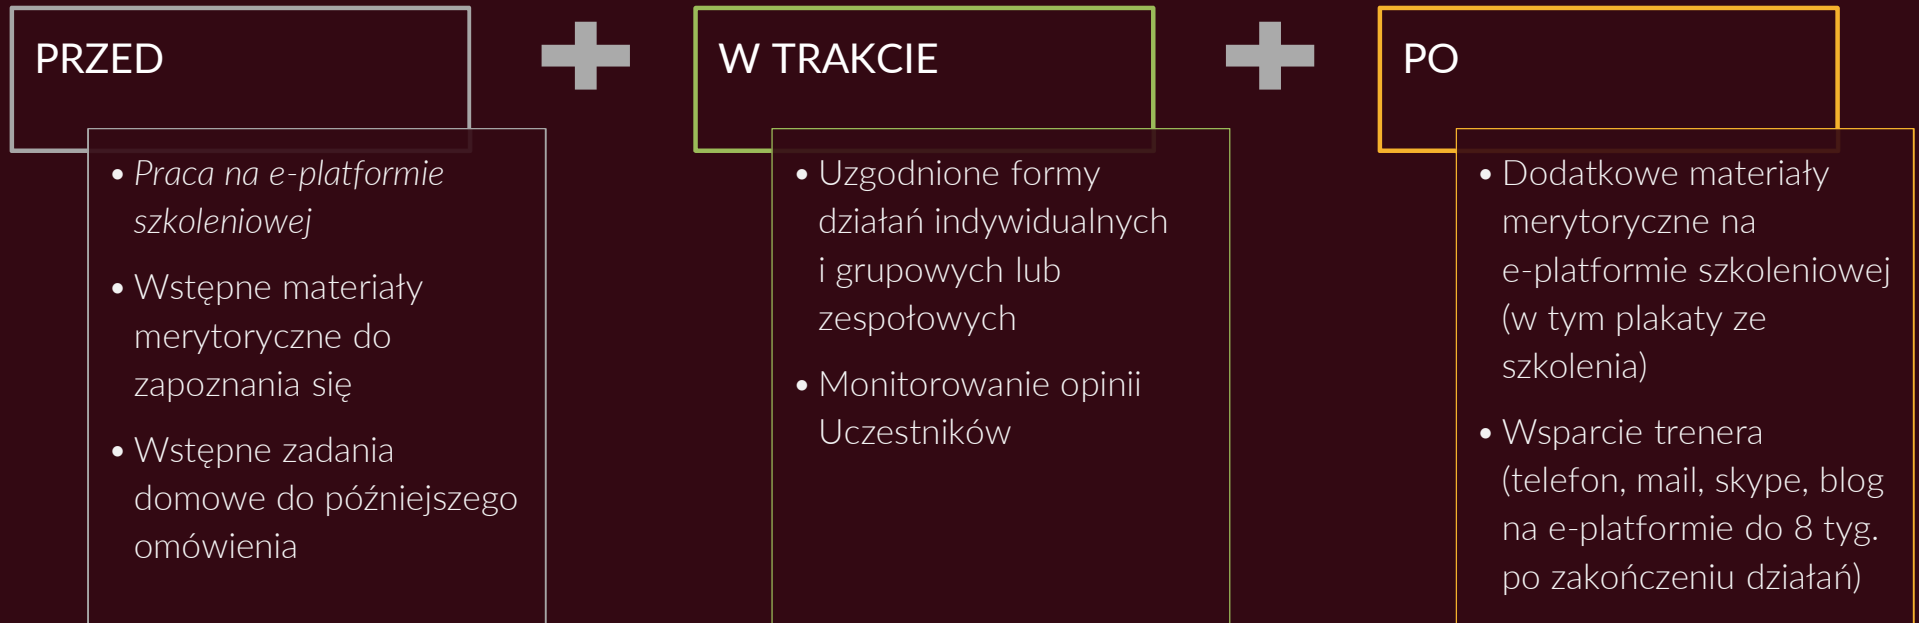 PRZED
• Praca na e-platformie
szkoleniowej
• Wstępne materiały
merytoryczne do
zapoznania się
• Wstępne zadania
domowe do późniejszego
omówienia
W TRAKCIE
• Uzgodnione formy
działań indywidualnych
i grupowych lub
zespołowych
• Monitorowanie opinii
Uczestników
PO
• Dodatkowe materiały
merytoryczne na
e-platformie szkoleniowej
(w tym plakaty ze
szkolenia)
• Wsparcie trenera
(telefon, mail, skype, blog
na e-platformie do 8 tyg.
po zakończeniu działań)